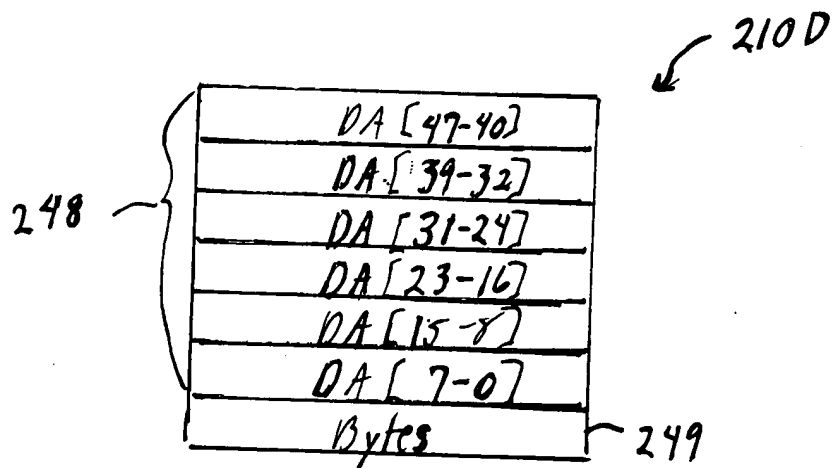 210D
DA [47-40]
DA [39-32]
248
DA [31-24]
DA [23-16]
DA [15-8]
DA [7-0]
Bytes
249